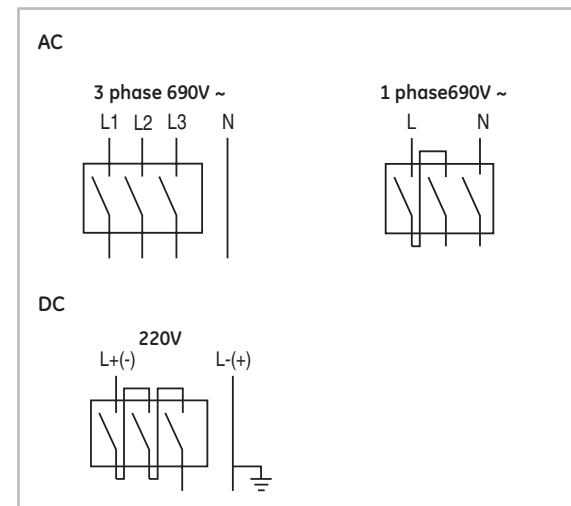 AC
3 phase 690V ~
1 phase690V ~
L1 L2 L3 N
L N
DC
220V
L+(-) L-(+)